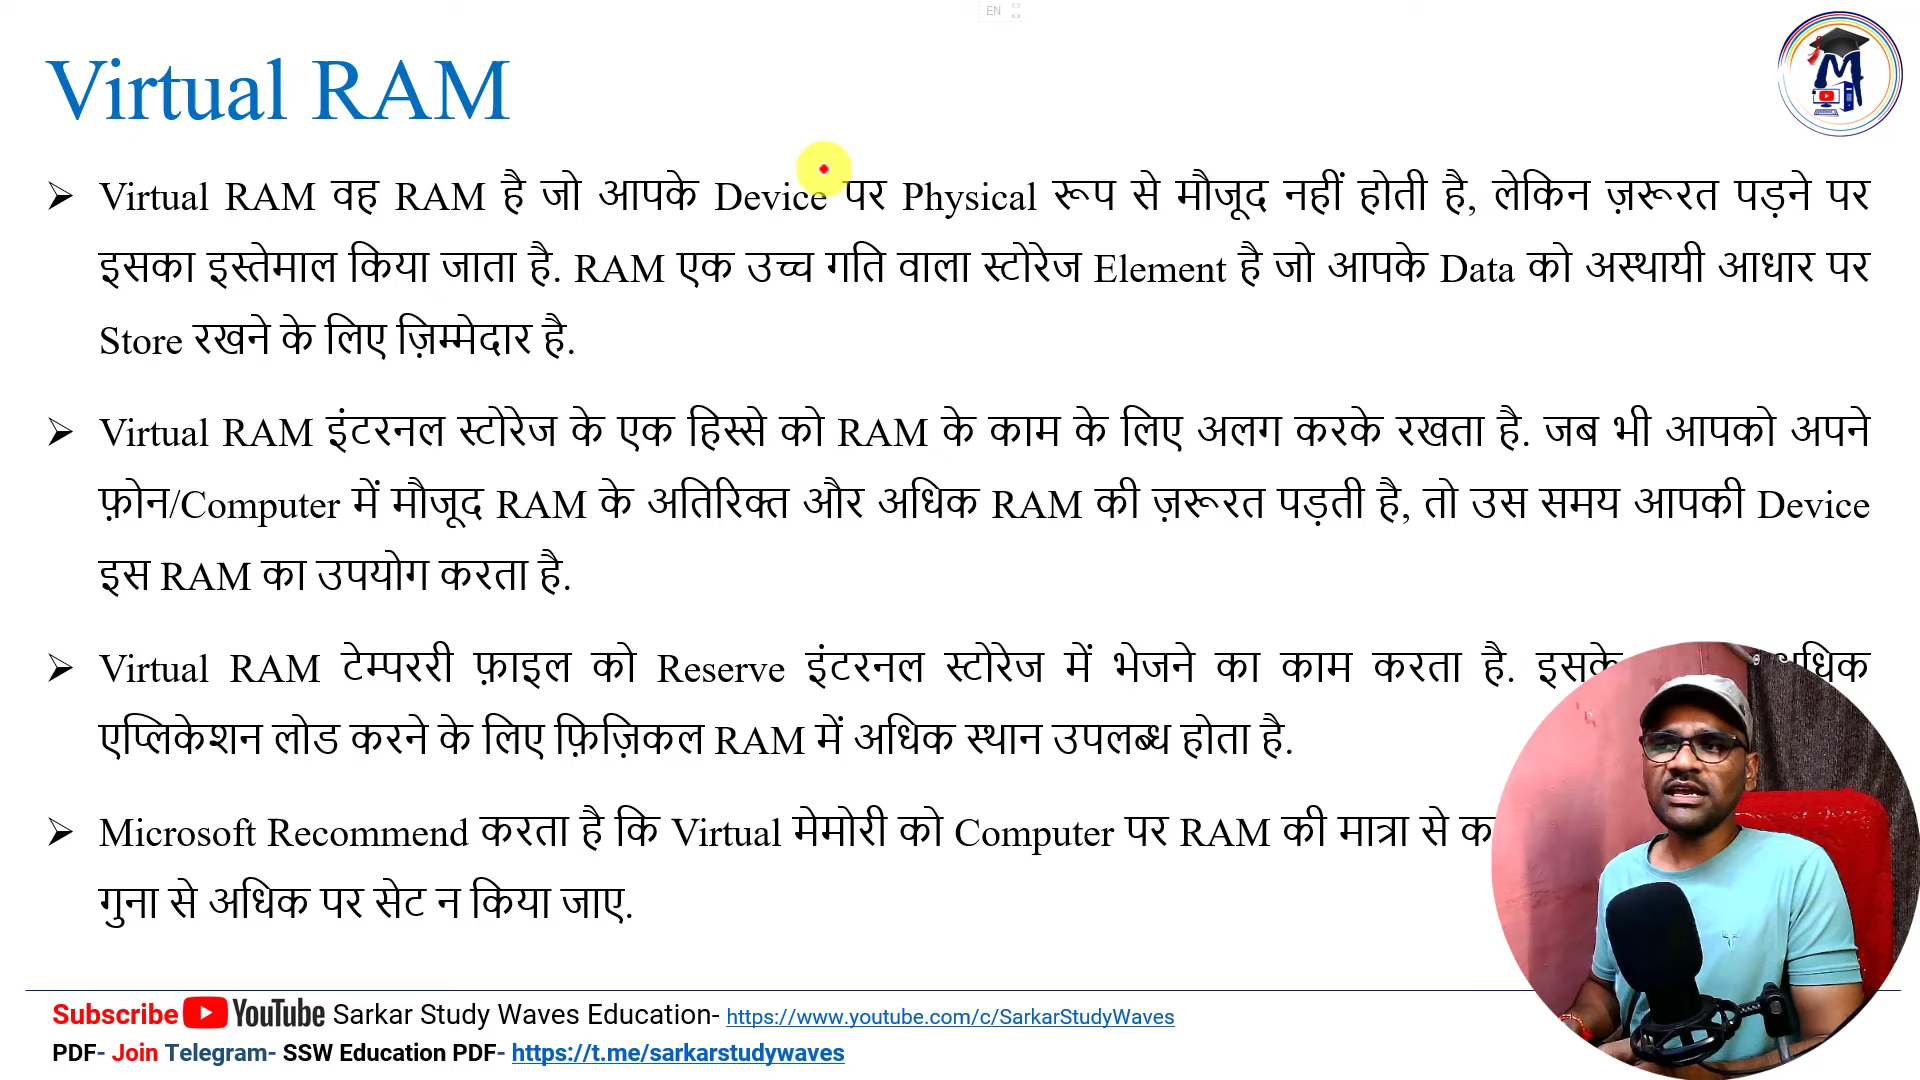 EN
Virtual RAM
➢ Virtual RAM वह RAM है जो आपके Device पर Physical रूप से मौजूद नहीं होती है, लेकिन ज़रूरत पड़ने पर
इसका इस्तेमाल किया जाता है. RAM एक उच्च गति वाला स्टोरेज Element है जो आपके Data को अस्थायी आधार पर
Store रखने के लिए ज़िम्मेदार है.
➢ Virtual RAM इंटरनल स्टोरेज के एक हिस्से को RAM के काम के लिए अलग करके रखता है. जब भी आपको अपने
फ़ोन/Computer में मौजूद RAM के अतिरिक्त और अधिक RAM की ज़रूरत पड़ती है, तो उस समय आपकी Device
इस RAM का उपयोग करता है.
➢ Virtual RAM टेम्पररी फ़ाइल को Reserve इंटरनल स्टोरेज में भेजने का काम करता है. इसके अधिक
एप्लिकेशन लोड करने के लिए फ़िज़िकल RAM में अधिक स्थान उपलब्ध होता है.
➢ Microsoft Recommend करता है कि Virtual मेमोरी को Computer पर RAM की मात्रा से क
गुना से अधिक पर सेट न किया जाए.
Subscribe YouTube Sarkar Study Waves Education- https://www.youtube.com/c/SarkarStudyWaves
PDF- Join Telegram- SSW Education PDF- https://t.me/sarkarstudywaves